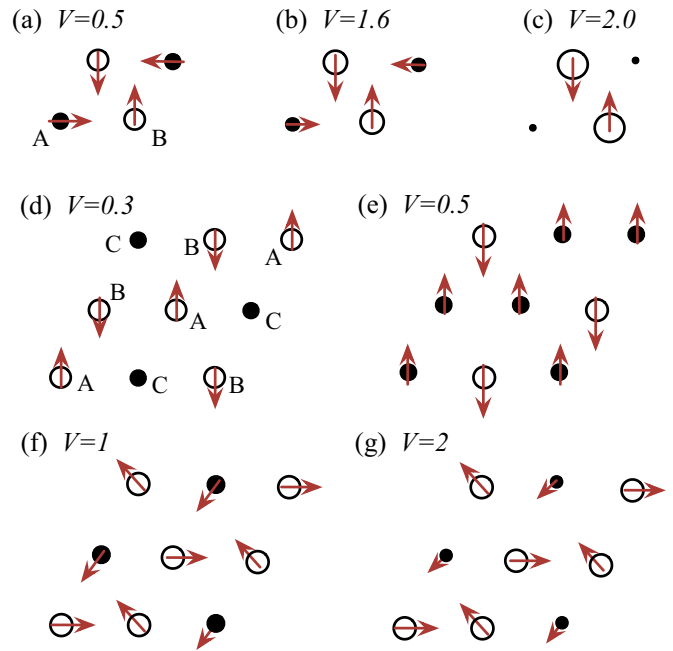 (a) V=0.5
(b) V=1.6
(c) V=2.0
A B
(d) V=0.3
(e) V=0.5
C B A
B A C
A C B
(f) V=1
(g) V=2